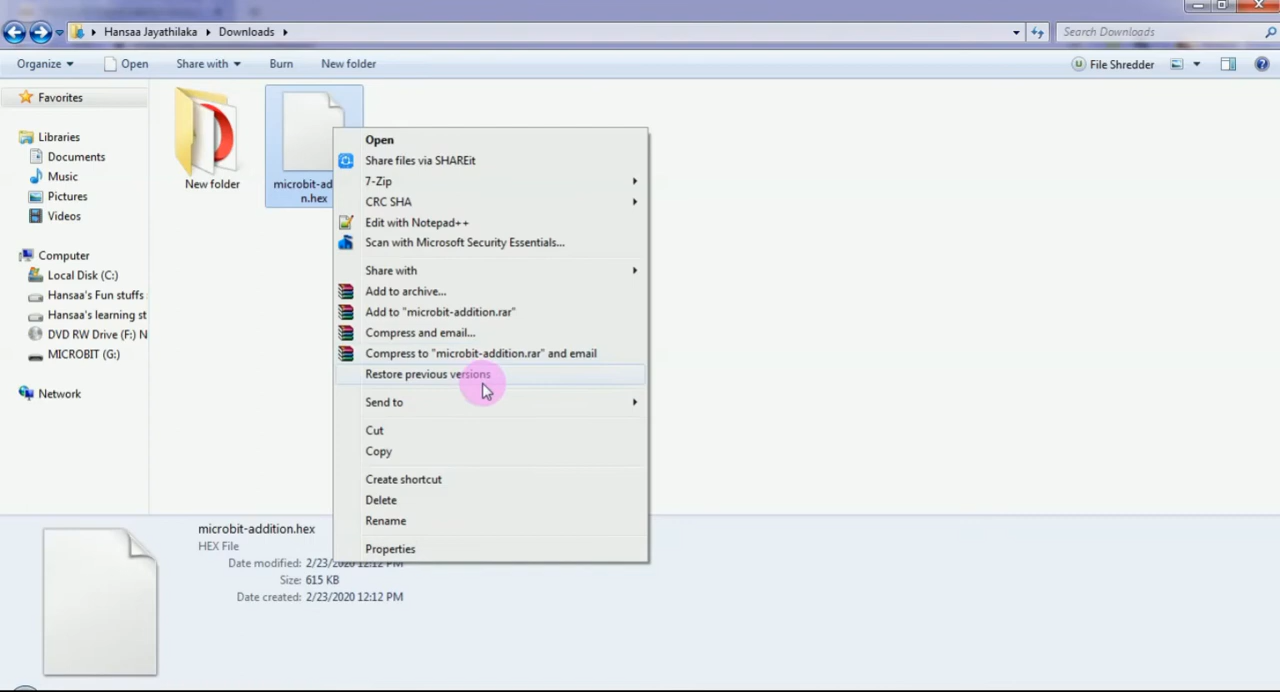 Hansaa Jayathilaka Downloads
Search Downloads
Organize Open Share with Burn New folder File Shredder
Favorites
Libraries
Documents
Music
Pictures
Videos
Computer
Local Disk (C:)
Hansaa's Fun stuffs
Hansaa's learning st
DVD RW Drive (F:) N
MICROBIT (G:)
Network
New folder
microbit-ad
n.hex
Open
Share files via SHAREit
7-Zip
CRC SHA
Edit with Notepad++
Scan with Microsoft Security Essentials...
Share with
Add to archive...
Add to "microbit-addition.rar"
Compress and email...
Compress to "microbit-addition.rar" and email
Restore previous versions
Send to
Cut
Copy
Create shortcut
Delete
Rename
Properties
microbit-addition.hex
HEX File
Date modified: 2/23/2020 12:12 PM
Size: 615 KB
Date created: 2/23/2020 12:12 PM